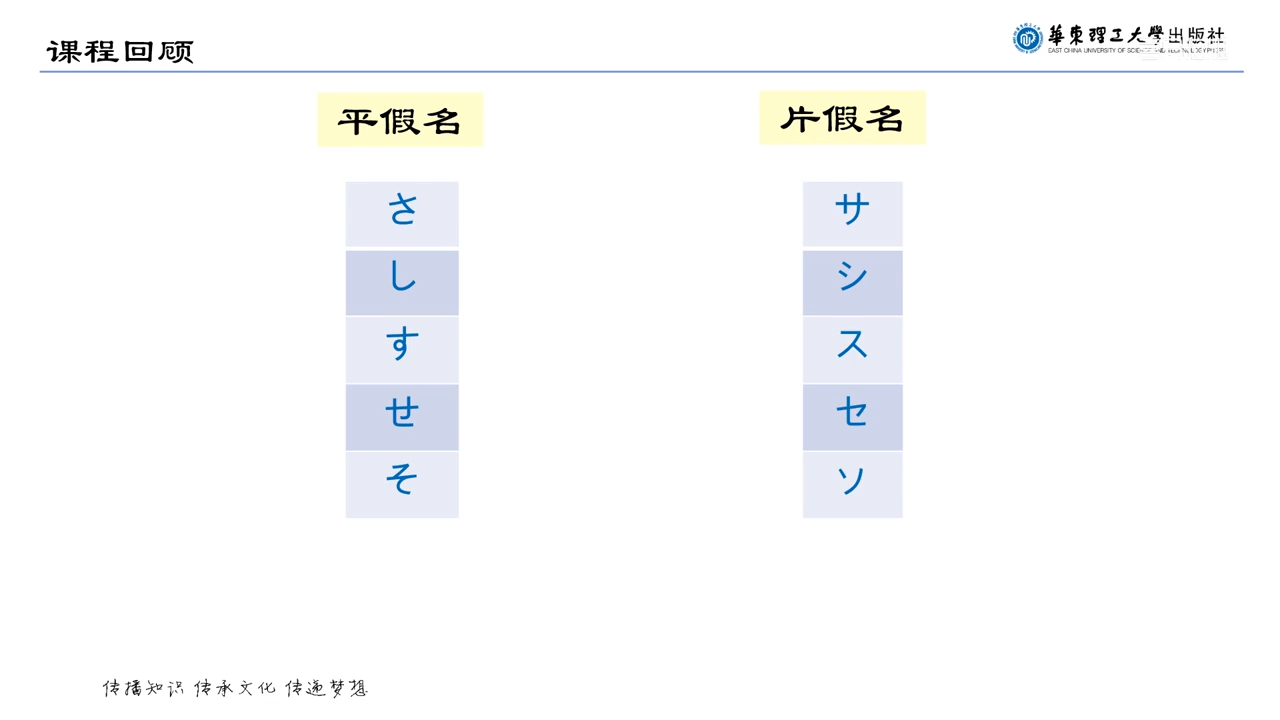 课程回顾
華東理工大學出版社
平假名
片假名
さ
サ
し
シ
す
ス
せ
セ
そ
ソ
传播知识 传承文化 传递梦想